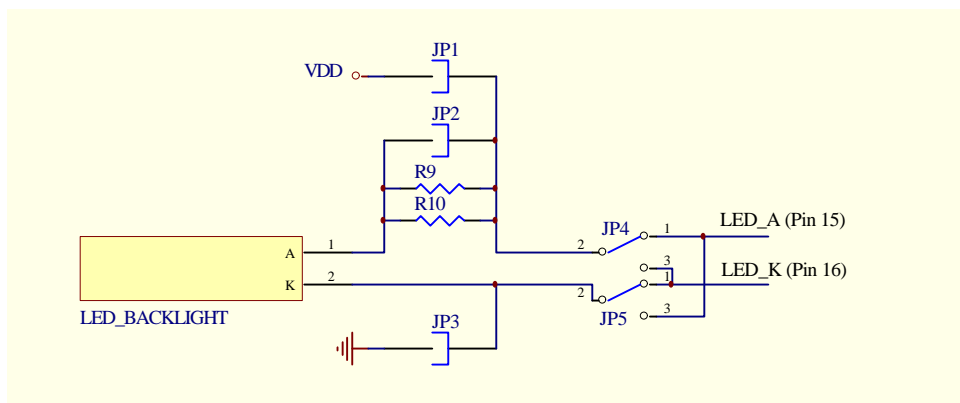 JP1
VDD
JP2
R9
R10
LED_A (Pin 15)
JP4
1
2
A
1
3
LED_K (Pin 16)
1
K
2
2
JP5
3
LED_BACKLIGHT
JP3